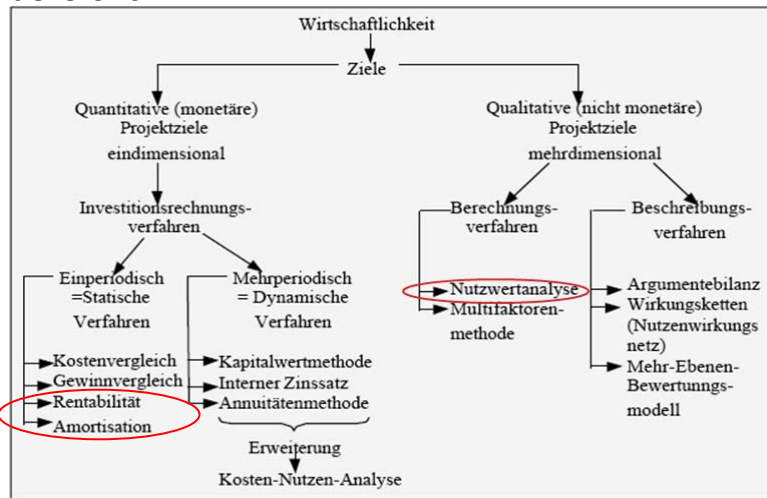 Wirtschaftlichkeit
Ziele
Quantitative (monetäre)
Projektziele
eindimensional
Qualitative (nicht monetäre)
Projektziele
mehrdimensional
Investitionsrechnungs-
verfahren
Berechnungs-
verfahren
Beschreibungs-
verfahren
Einperiodisch
=Statische
Verfahren
Mehrperiodisch
= Dynamische
Verfahren
Nutzwertanalyse
Multifaktoren-
methode
Argumentebilanz
Wirkungsketten
(Nutzenwirkungs
netz)
Mehr-Ebenen-
Bewertunngs-
modell
Kostenvergleich
Gewinnvergleich
Rentabilität
Amortisation
Kapitalwertmethode
Interner Zinssatz
Annuitätenmethode
Erweiterung
Kosten-Nutzen-Analyse